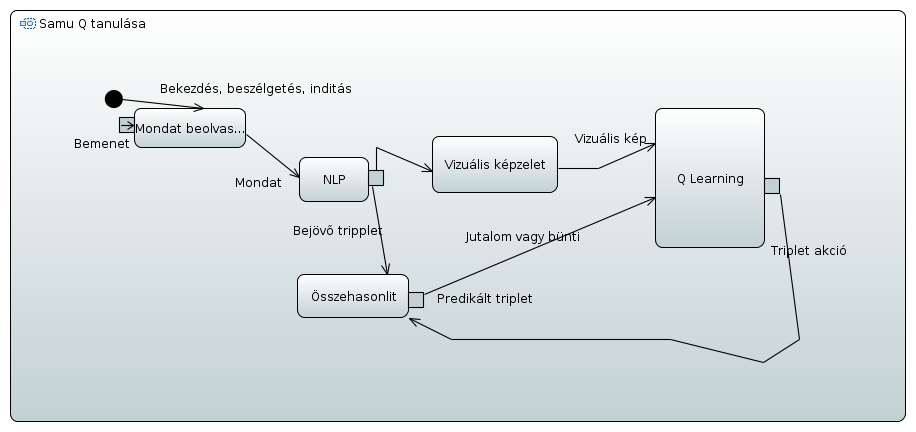 Samu Q tanulása
Bekezdés, beszélgetés, inditás
Mondat beolvas...
Bemenet
Vizuális kép
Vizuális képzelet
NLP
Q Learning
Mondat
Bejövő tripplet
Jutalom vagy bünti
Triplet akció
Összehasonlit
Predikált triplet